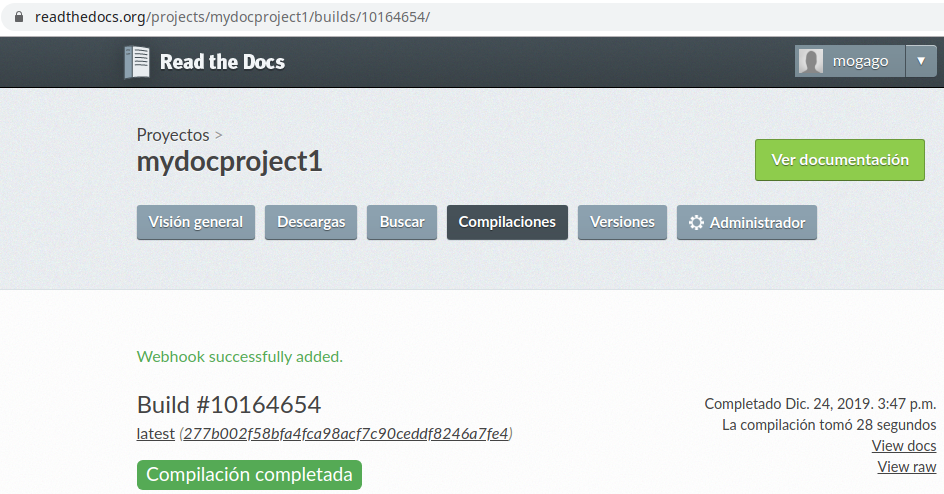 readthedocs.org/projects/mydocproject1/builds/10164654/
Read the Docs
mogago
Proyectos >
mydocproject1
Ver documentación
Visión general
Descargas
Buscar
Compilaciones
Versiones
Administrador
Webhook successfully added.
Build #10164654
latest (277b002f58bfa4fca98acf7c90ceddf8246a7fe4)
Compilación completada
Completado Dic. 24, 2019. 3:47 p.m.
La compilación tomó 28 segundos
View docs
View raw